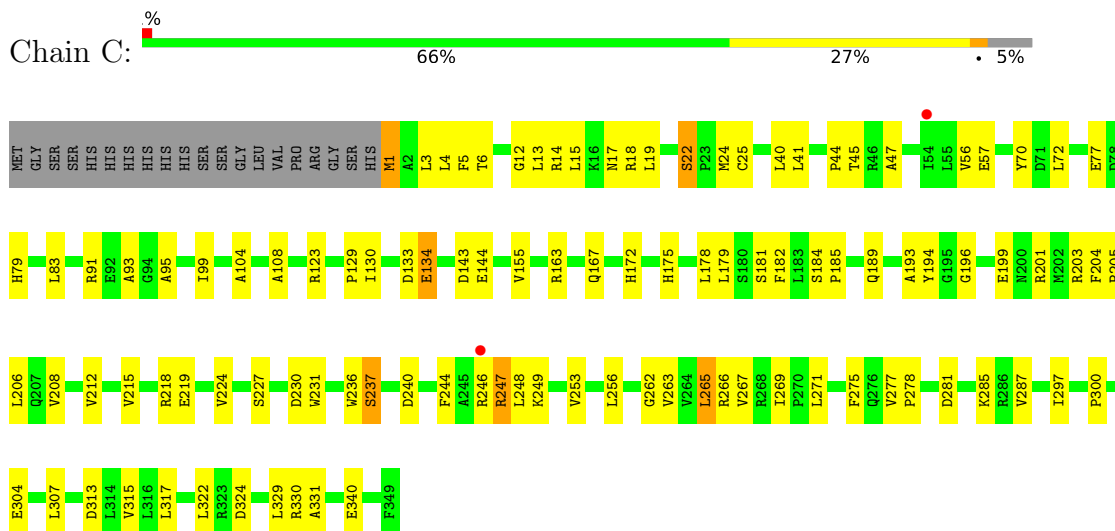 Chain C:
%
66%
27%
•
5%
MET GLY SER SER HIS HIS HIS HIS HIS HIS HIS SER SER GLY LEU VAL PRO ARG GLY SER HIS M1 A2 L3 L4 F5 T6 G12 L13 R14 L15 K16 N17 R18 L19 S22 P23 M24 C25 L40 L41 P44 T45 R46 A47 I54 L55 V56 E57 Y70 D71 L72 E77
H79 L83 R91 E92 A93 G94 A95 I99 A104 A108 R123 P129 I130 D133 E134 D143 E144 V155 R163 Q167 H172 H175 L178 L179 S180 S181 F182 L183 S184 P185 Q189 A193 Y194 G195 G196 E199 N200 R201 M202 R203 F204
L206 Q207 V208 V212 V215 R218 E219 V224 S227 D230 W231 W236 S237 D240 F244 A245 R246 R247 L248 K249 V253 L256 G262 V263 V264 L265 R266 V267 R268 I269 P270 L271 F275 Q276 V277 P278 D281 K285 R286 V287 I297 P300
E304 L307 D313 L314 V315 L316 L317 L322 R323 D324 L329 R330 A331 E340 F349